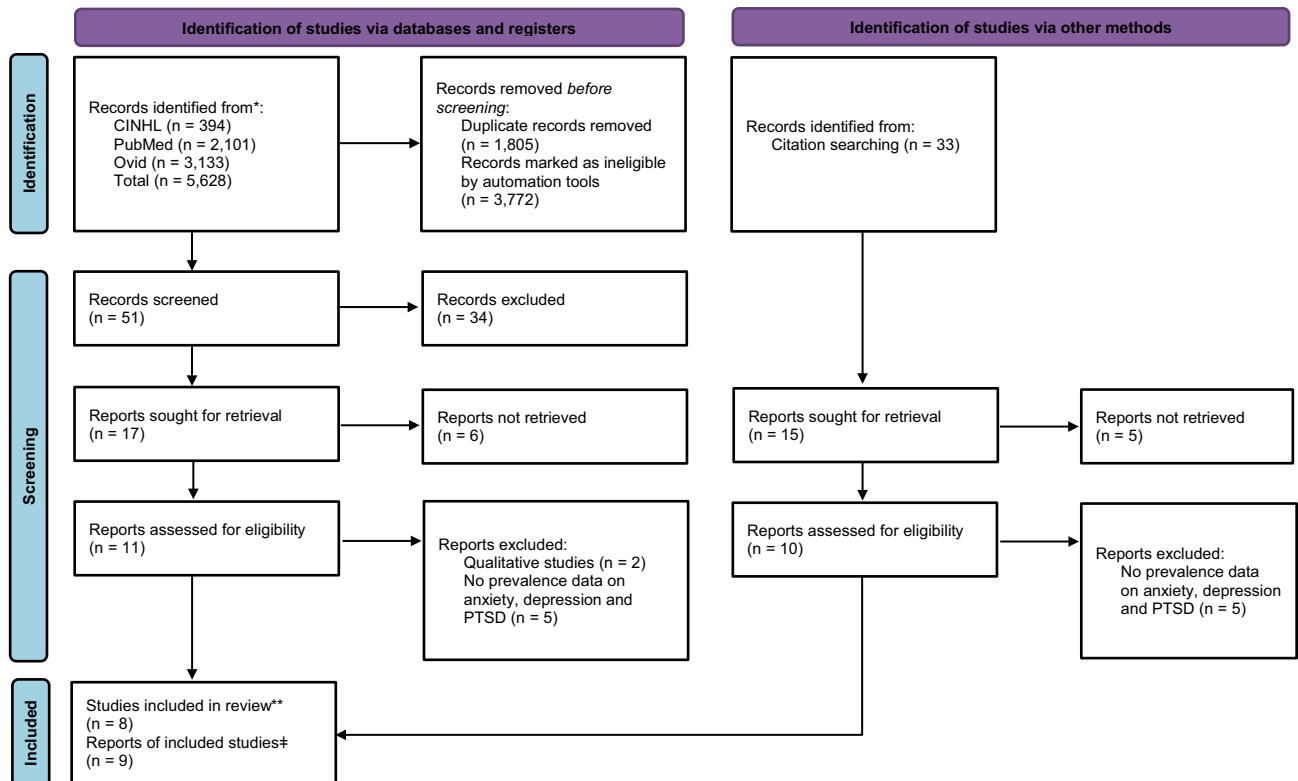 Identification of studies via databases and registers
Identification of studies via other methods
Identification
Records identified from*:
CINHL (n = 394)
PubMed (n = 2,101)
Ovid (n = 3,133)
Total (n = 5,628)
Records removed before
screening:
Duplicate records removed
(n = 1,805)
Records marked as ineligible
by automation tools
(n = 3,772)
Records identified from:
Citation searching (n = 33)
Screening
Records screened
(n = 51)
Records excluded
(n = 34)
Reports sought for retrieval
(n = 17)
Reports not retrieved
(n = 6)
Reports sought for retrieval
(n = 15)
Reports not retrieved
(n = 5)
Reports assessed for eligibility
(n = 11)
Reports excluded:
Qualitative studies (n = 2)
No prevalence data on
anxiety, depression and
PTSD (n = 5)
Reports assessed for eligibility
(n = 10)
Reports excluded:
No prevalence data
on anxiety, depression
and PTSD (n = 5)
Included
Studies included in review**
(n = 8)
Reports of included studiesǂ
(n = 9)